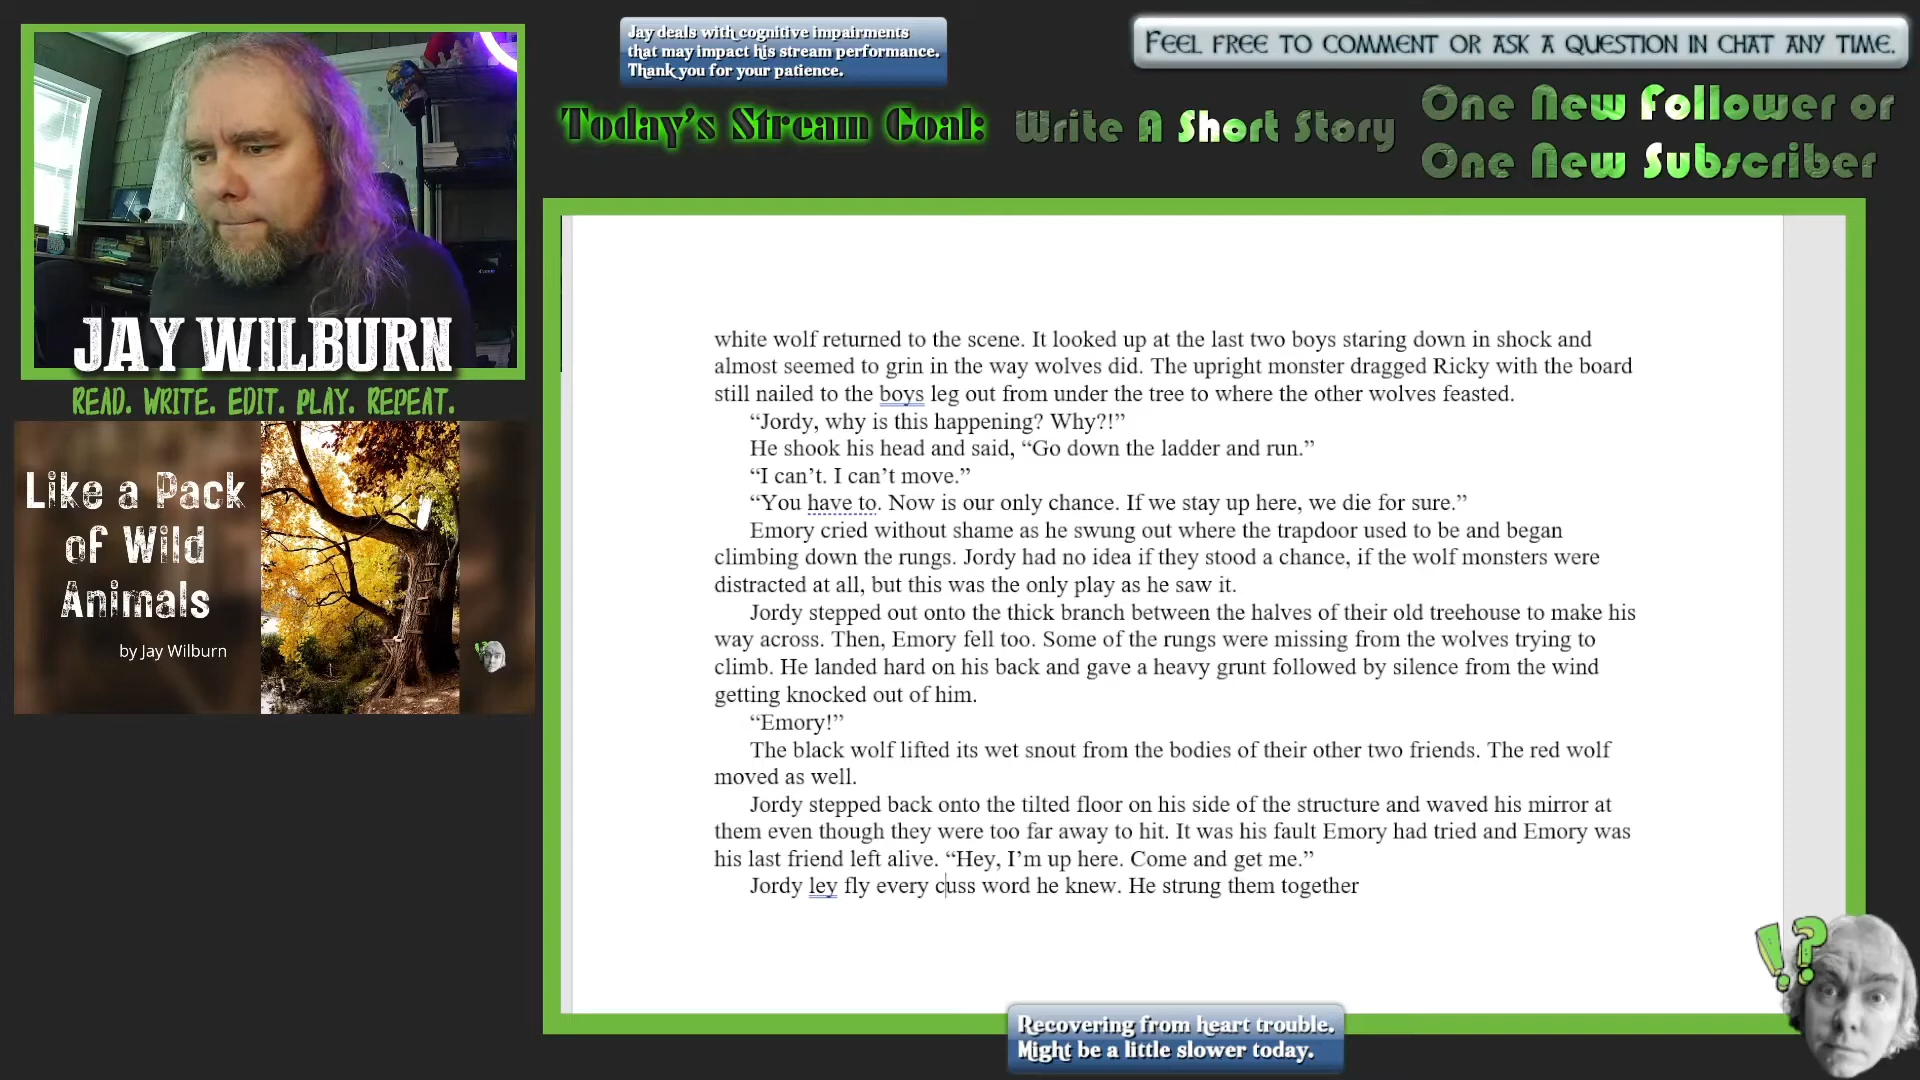 Jay deals with cognitive impairments
that may impact his stream performance.
Thank you for your patience.
FEEL FREE TO COMMENT OR ASK A QUESTION IN CHAT ANY TIME.
Today's Stream Goal:
Write A Short Story
One New Follower or
One New Subscriber
JAY WILBURN
READ. WRITE. EDIT. PLAY. REPEAT.
Like a Pack
of Wild
Animals
by Jay Wilburn
white wolf returned to the scene. It looked up at the last two boys staring down in shock and
almost seemed to grin in the way wolves did. The upright monster dragged Ricky with the board
still nailed to the boys leg out from under the tree to where the other wolves feasted.
“Jordy, why is this happening? Why?!”
He shook his head and said, “Go down the ladder and run.”
“I can’t. I can’t move.”
“You have to. Now is our only chance. If we stay up here, we die for sure.”
Emory cried without shame as he swung out where the trapdoor used to be and began
climbing down the rungs. Jordy had no idea if they stood a chance, if the wolf monsters were
distracted at all, but this was the only play as he saw it.
Jordy stepped out onto the thick branch between the halves of their old treehouse to make his
way across. Then, Emory fell too. Some of the rungs were missing from the wolves trying to
climb. He landed hard on his back and gave a heavy grunt followed by silence from the wind
getting knocked out of him.
“Emory!”
The black wolf lifted its wet snout from the bodies of their other two friends. The red wolf
moved as well.
Jordy stepped back onto the tilted floor on his side of the structure and waved his mirror at
them even though they were too far away to hit. It was his fault Emory had tried and Emory was
his last friend left alive. “Hey, I’m up here. Come and get me.”
Jordy ley fly every cuss word he knew. He strung them together
!?
Recovering from heart trouble.
Might be a little slower today.